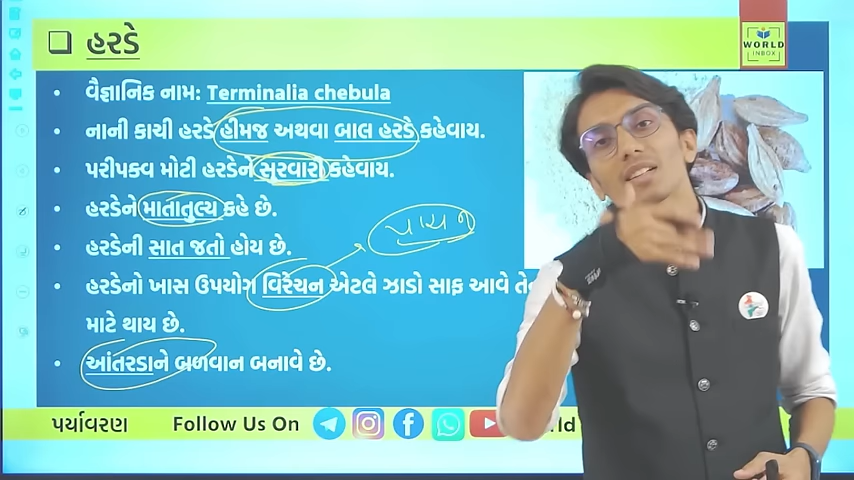 ❑ હરડે
WORLD
INBOX
• વૈજ્ઞાનિક નામ: Terminalia chebula
• નાની કાચી હરડે હીમજ અથવા બાલ હરડે કહેવાય.
• પરીપક્વ મોટી હરડેને સુરવારી કહેવાય.
• હરડેને માતાતુલ્ય કહે છે.
પાચન
• હરડેની સાત જતો હોય છે.
• હરડેનો ખાસ ઉપયોગ વિરેચન એટલે ઝાડો સાફ આવે
માટે થાય છે.
• આંતરડાને બળવાન બનાવે છે.
પર્યાવરણ Follow Us On